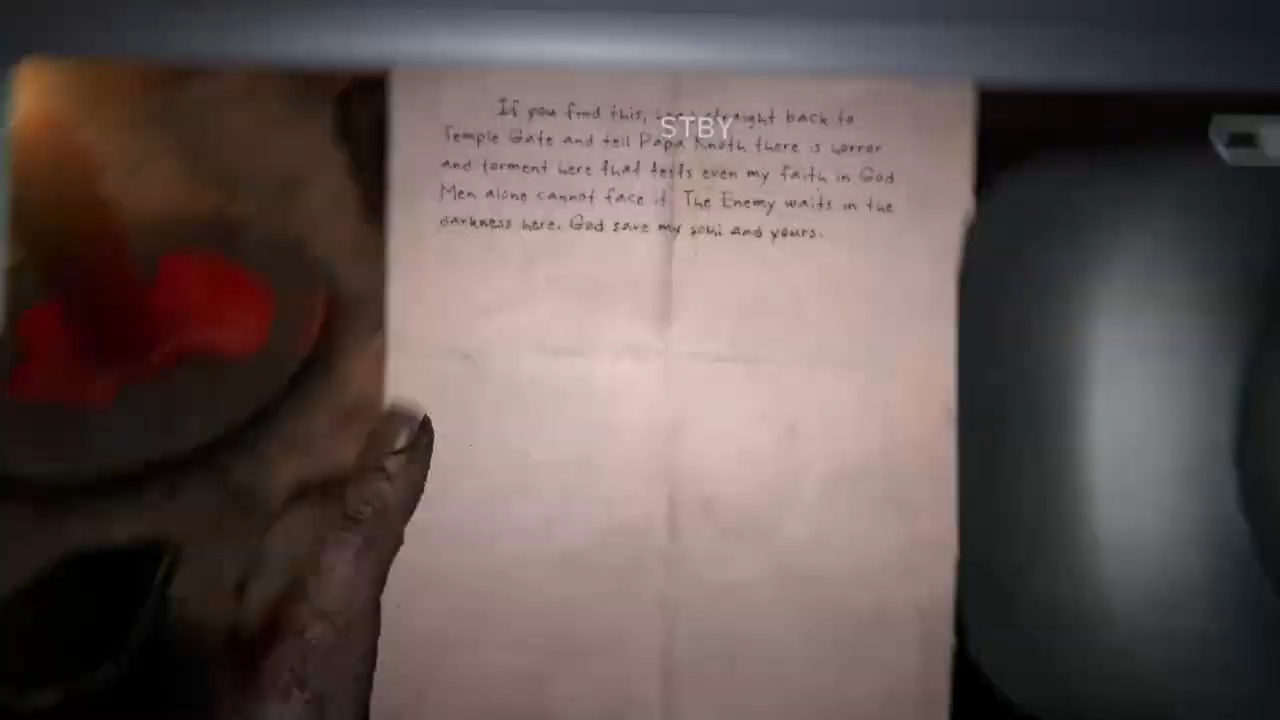 If you find this, straight back to
STBY
Temple Gate and tell Papa Knoth there is horror
and torment here that tests even my faith in God
Men alone cannot face it. The Enemy waits in the
darkness here. God save my soul and yours.